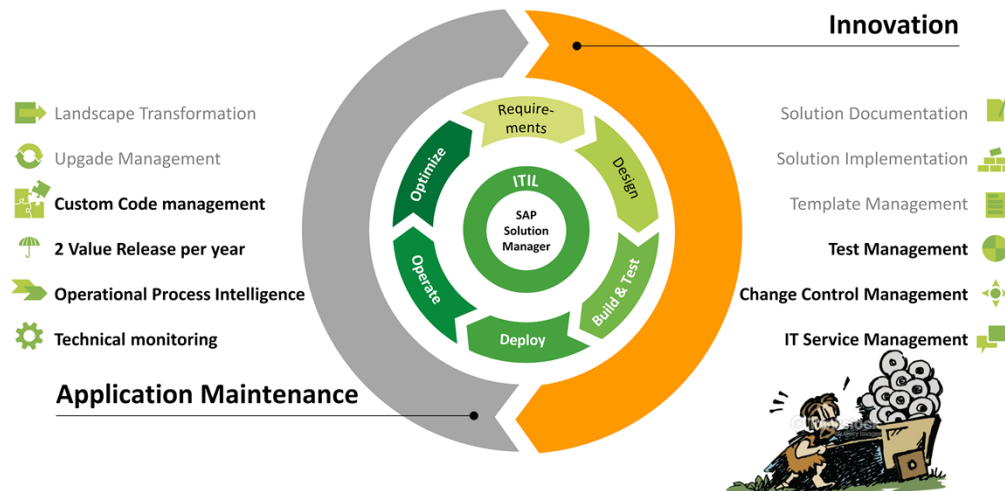 Innovation
Landscape Transformation
Upgade Management
Custom Code management
2 Value Release per year
Operational Process Intelligence
Technical monitoring
Application Maintenance
Require-
ments
Design
Build & Test
Deploy
Operate
Optimize
ITIL
SAP
Solution
Manager
Solution Documentation
Solution Implementation
Template Management
Test Management
Change Control Management
IT Service Management